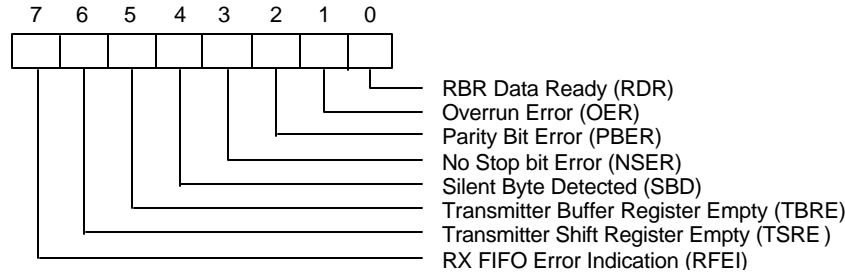 7 6 5 4 3 2 1 0
RBR Data Ready (RDR)
Overrun Error (OER)
Parity Bit Error (PBER)
No Stop bit Error (NSER)
Silent Byte Detected (SBD)
Transmitter Buffer Register Empty (TBRE)
Transmitter Shift Register Empty (TSRE )
RX FIFO Error Indication (RFEI)